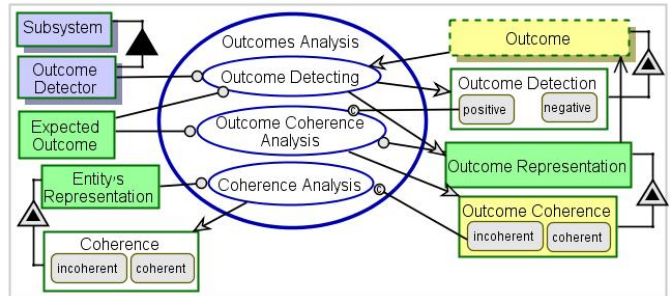 Subsystem
Outcome
Detector
Expected
Outcome
Entity's
Representation
Coherence
incoherent coherent
Outcomes Analysis
Outcome Detecting
Outcome Coherence
Analysis
Coherence Analysis
c
c
Outcome
Outcome Detection
positive negative
Outcome Representation
Outcome Coherence
incoherent coherent